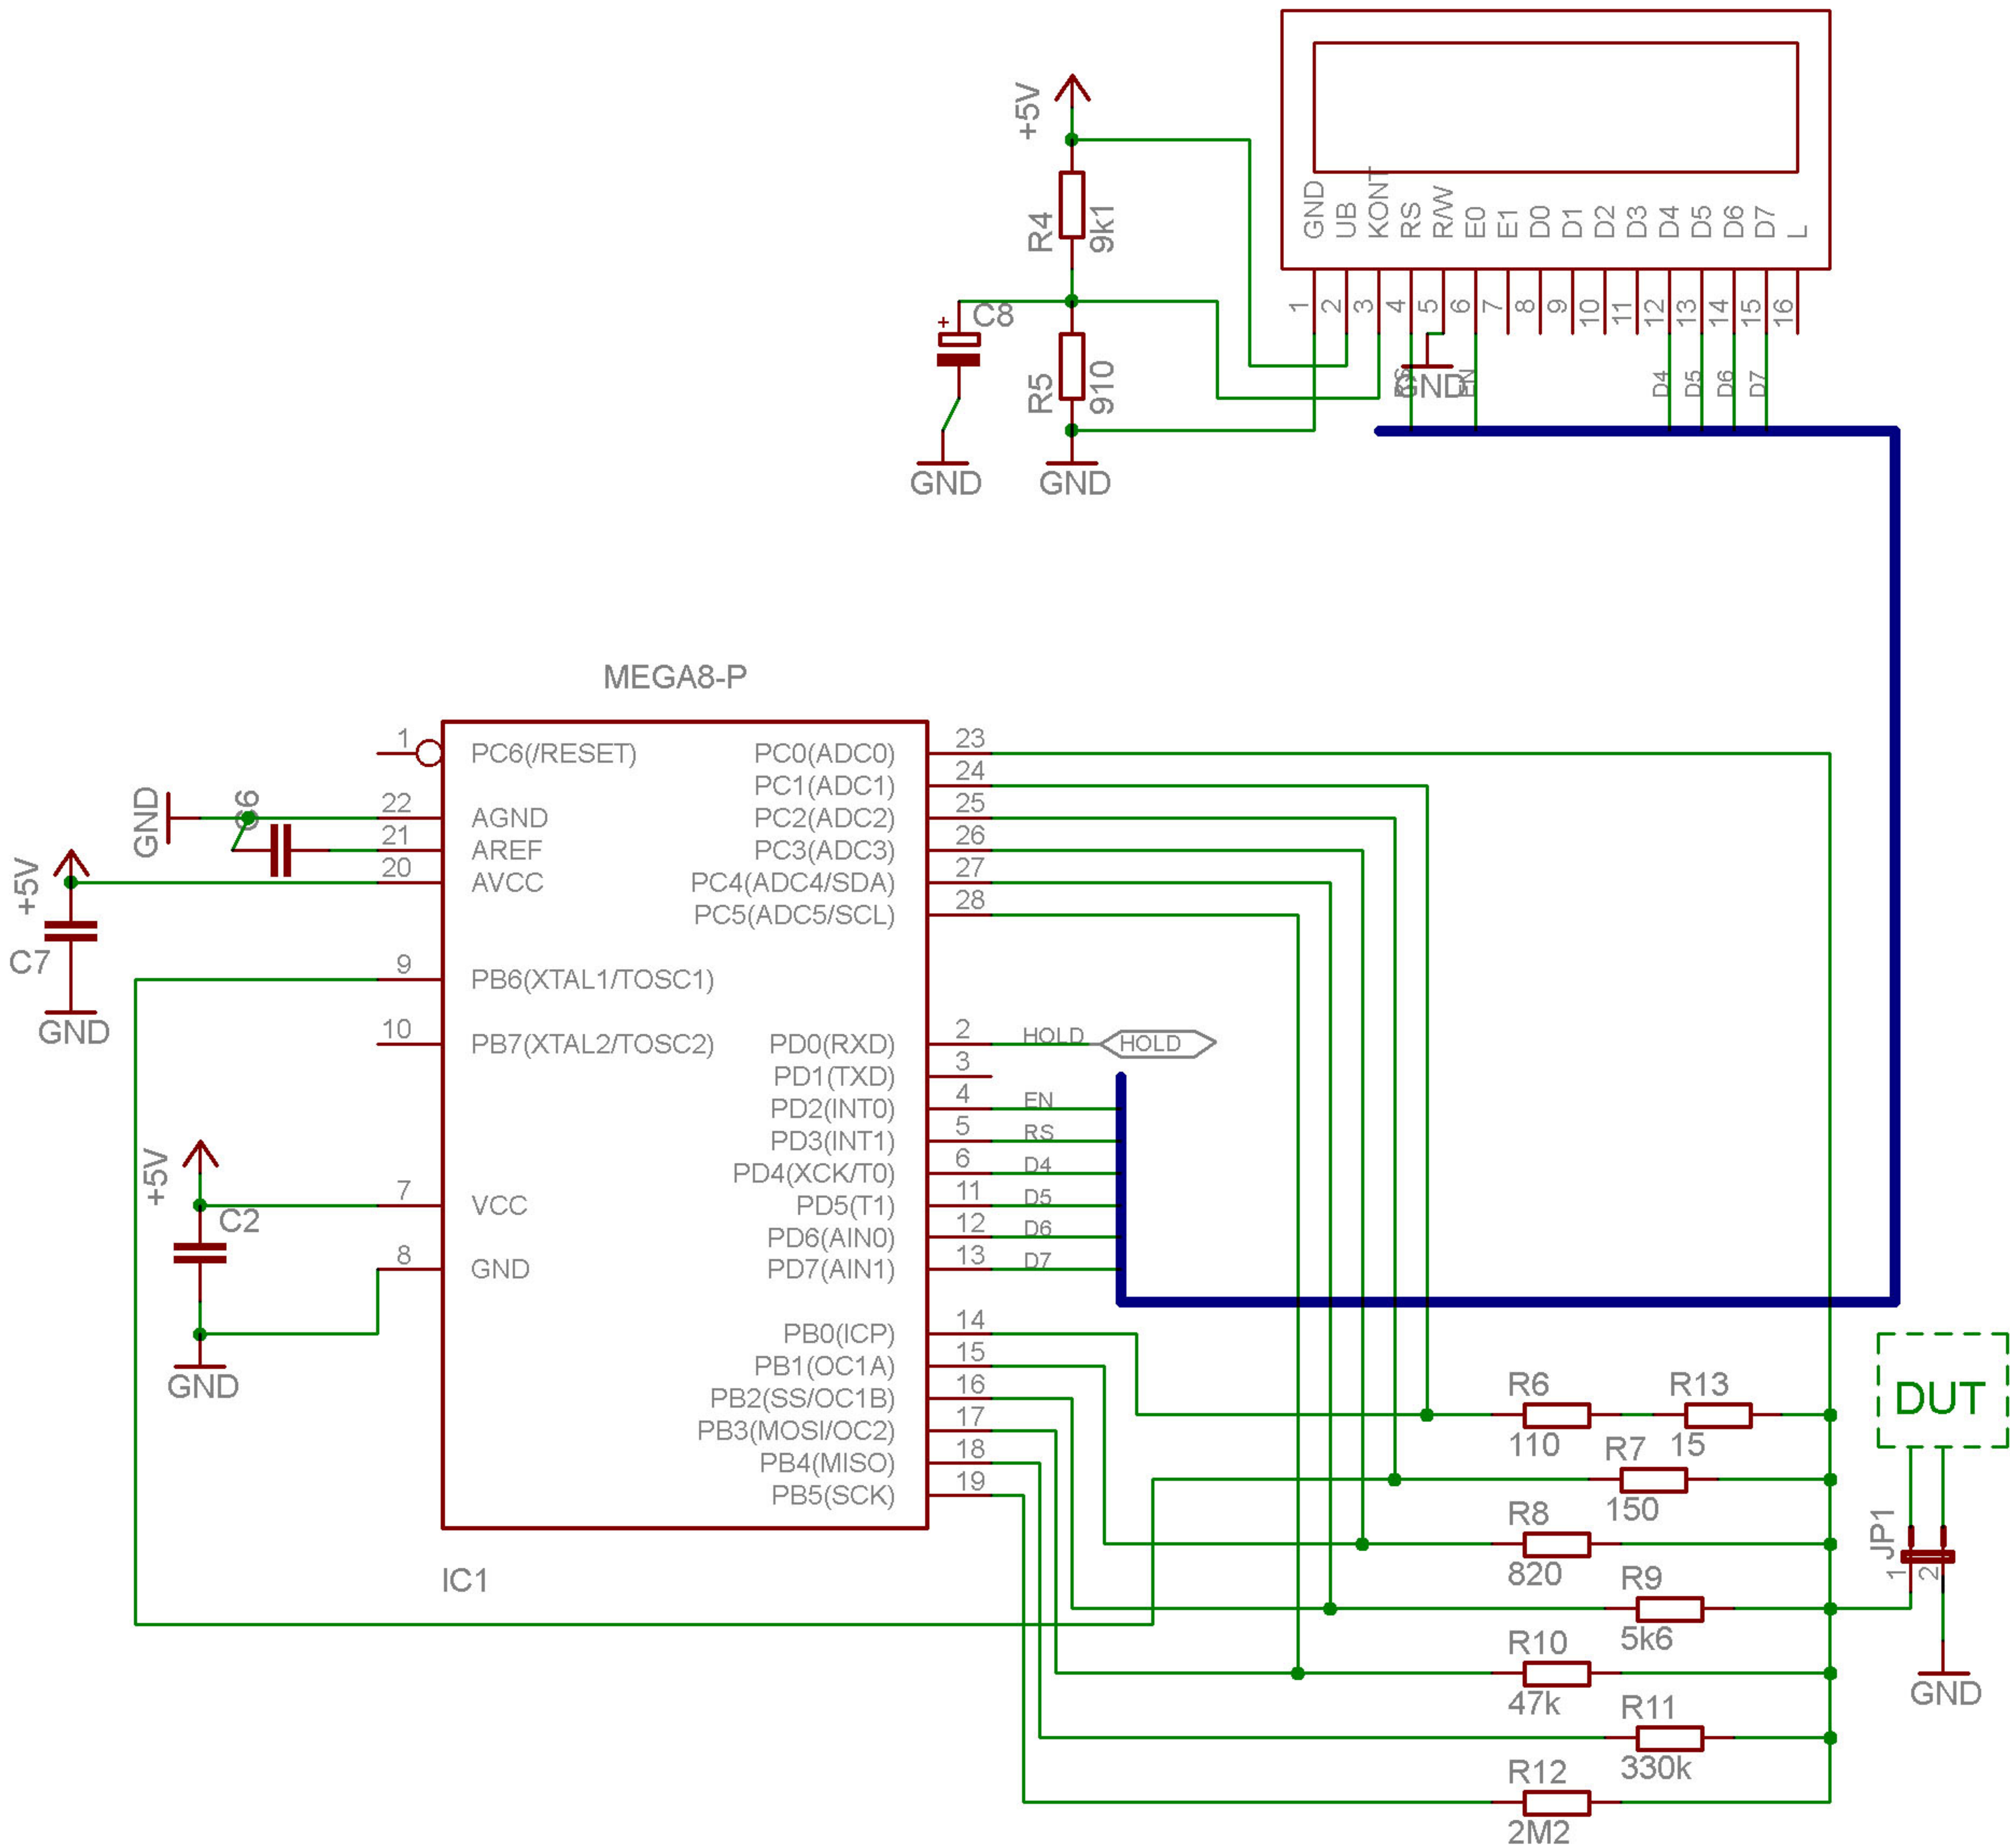 +5V
R4
9k1
C8
+
R5
910
GND
GND
GND
UB
KONT
RS
R/W
E0
E1
D0
D1
D2
D3
D4
D5
D6
D7
L
1
2
3
4
5
6
7
8
9
10
11
12
13
14
15
16
RS
GND
EN
D4
D5
D6
D7
MEGA8-P
1
PC6(/RESET)
PC0(ADC0)
23
PC1(ADC1)
24
GND
C6
22
AGND
PC2(ADC2)
25
21
AREF
PC3(ADC3)
26
+5V
20
AVCC
PC4(ADC4/SDA)
27
PC5(ADC5/SCL)
28
C7
GND
9
PB6(XTAL1/TOSC1)
10
PB7(XTAL2/TOSC2)
PD0(RXD)
2
HOLD
HOLD
PD1(TXD)
3
PD2(INT0)
4
EN
PD3(INT1)
5
RS
PD4(XCK/T0)
6
D4
+5V
7
VCC
PD5(T1)
11
D5
C2
PD6(AIN0)
12
D6
8
GND
PD7(AIN1)
13
D7
GND
PB0(ICP)
14
PB1(OC1A)
15
PB2(SS/OC1B)
16
PB3(MOSI/OC2)
17
PB4(MISO)
18
PB5(SCK)
19
IC1
R6
110
R13
15
R7
150
R8
820
R9
5k6
R10
47k
R11
330k
R12
2M2
DUT
JP1
1
2
GND